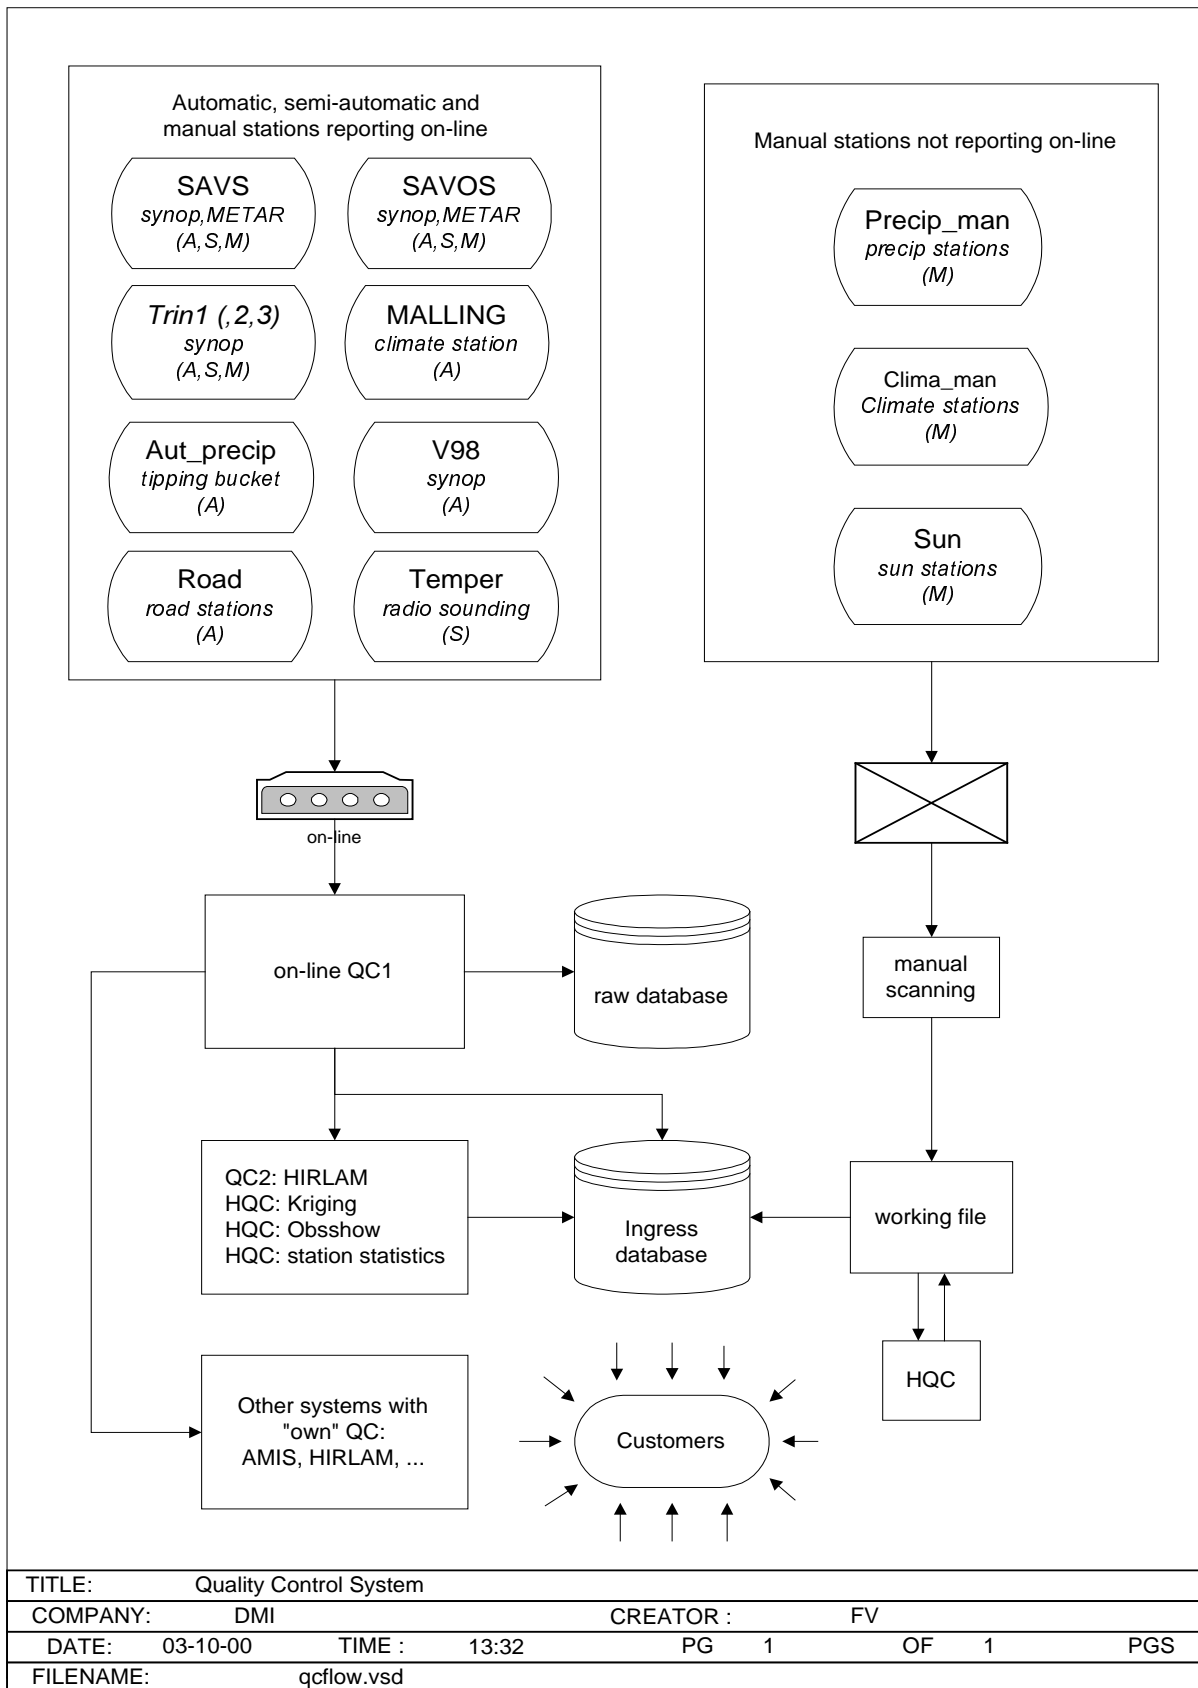 Automatic, semi-automatic and
manual stations reporting on-line
SAVS
synop,METAR
(A,S,M)
SAVOS
synop,METAR
(A,S,M)
Trin1 (,2,3)
synop
(A,S,M)
MALLING
climate station
(A)
Aut_precip
tipping bucket
(A)
V98
synop
(A)
Road
road stations
(A)
Temper
radio sounding
(S)
Manual stations not reporting on-line
Precip_man
precip stations
(M)
Clima_man
Climate stations
(M)
Sun
sun stations
(M)
on-line
on-line QC1
raw database
manual
scanning
QC2: HIRLAM
HQC: Kriging
HQC: Obsshow
HQC: station statistics
Ingress
database
working file
HQC
Other systems with
"own" QC:
AMIS, HIRLAM, ...
Customers
TITLE: Quality Control System
COMPANY: DMI CREATOR : FV
DATE: 03-10-00 TIME : 13:32 PG 1 OF 1 PGS
FILENAME: qcflow.vsd